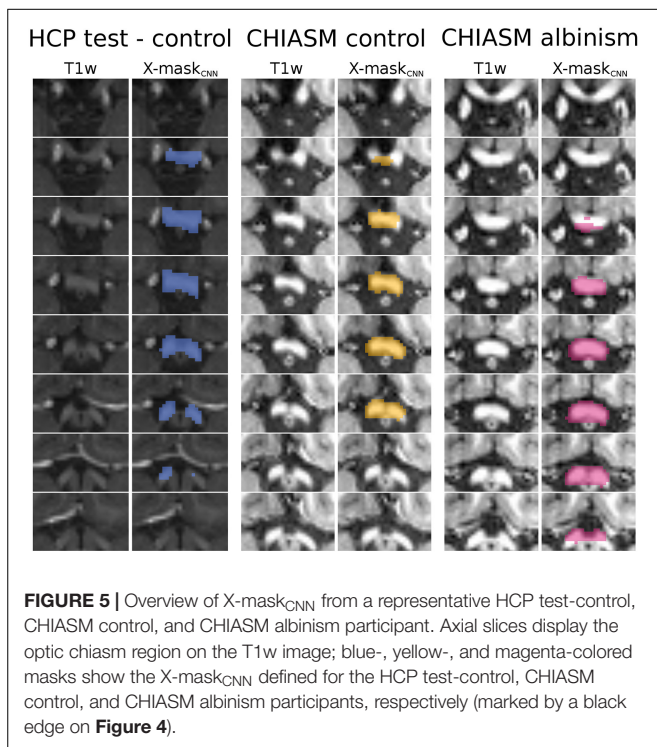 HCP test - control CHIASM control CHIASM albinism
T1w X-maskCNN T1w X-maskCNN T1w X-maskCNN
FIGURE 5 | Overview of X-maskCNN from a representative HCP test-control,
CHIASM control, and CHIASM albinism participant. Axial slices display the
optic chiasm region on the T1w image; blue-, yellow-, and magenta-colored
masks show the X-maskCNN defined for the HCP test-control, CHIASM
control, and CHIASM albinism participants, respectively (marked by a black
edge on Figure 4).